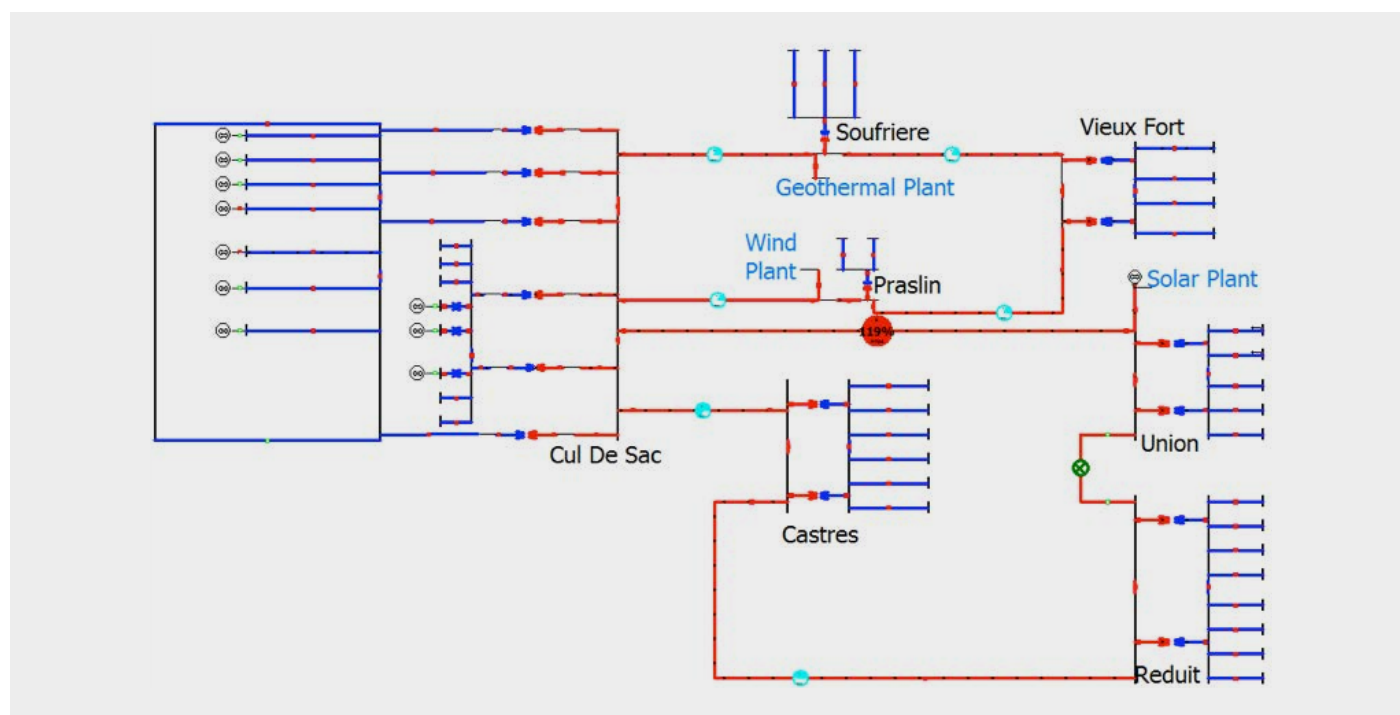 Soufriere
Vieux Fort
Geothermal Plant
Wind
Plant
Praslin
Solar Plant
119%
Cul De Sac
Union
Castres
Reduit